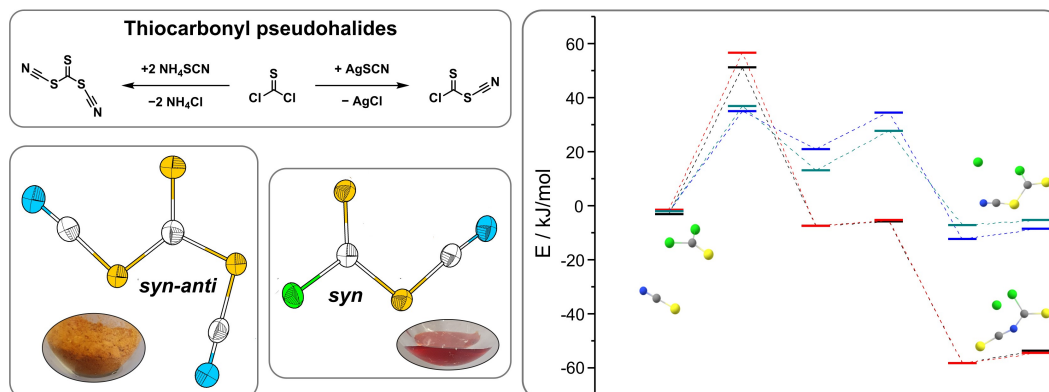 Thiocarbonyl pseudohalides
N
S
S
S
N
+2 NH₄SCN
−2 NH₄Cl
S
Cl
Cl
+ AgSCN
− AgCl
S
Cl
S
N
syn-anti
syn
E / kJ/mol
60
40
20
0
-20
-40
-60